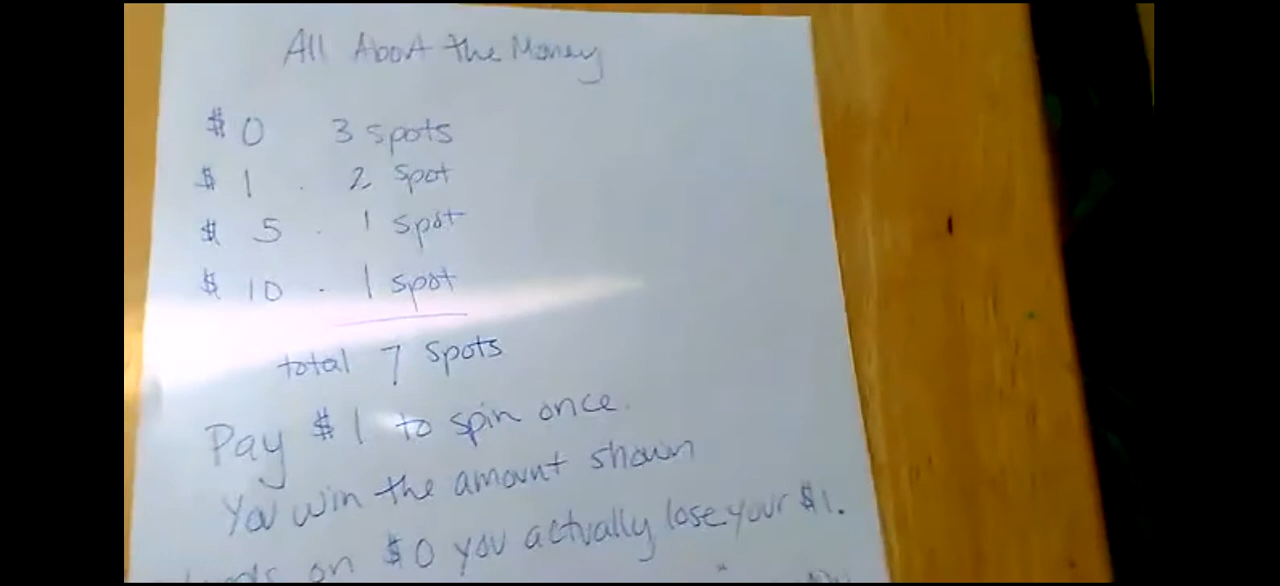 All About the Money
$ 0 3 spots
$ 1 . 2 spot
$ 5 . 1 spot
$ 10 . 1 spot
total 7 spots
Pay $1 to spin once.
You win the amount shown
on $0 you actually lose your $1.